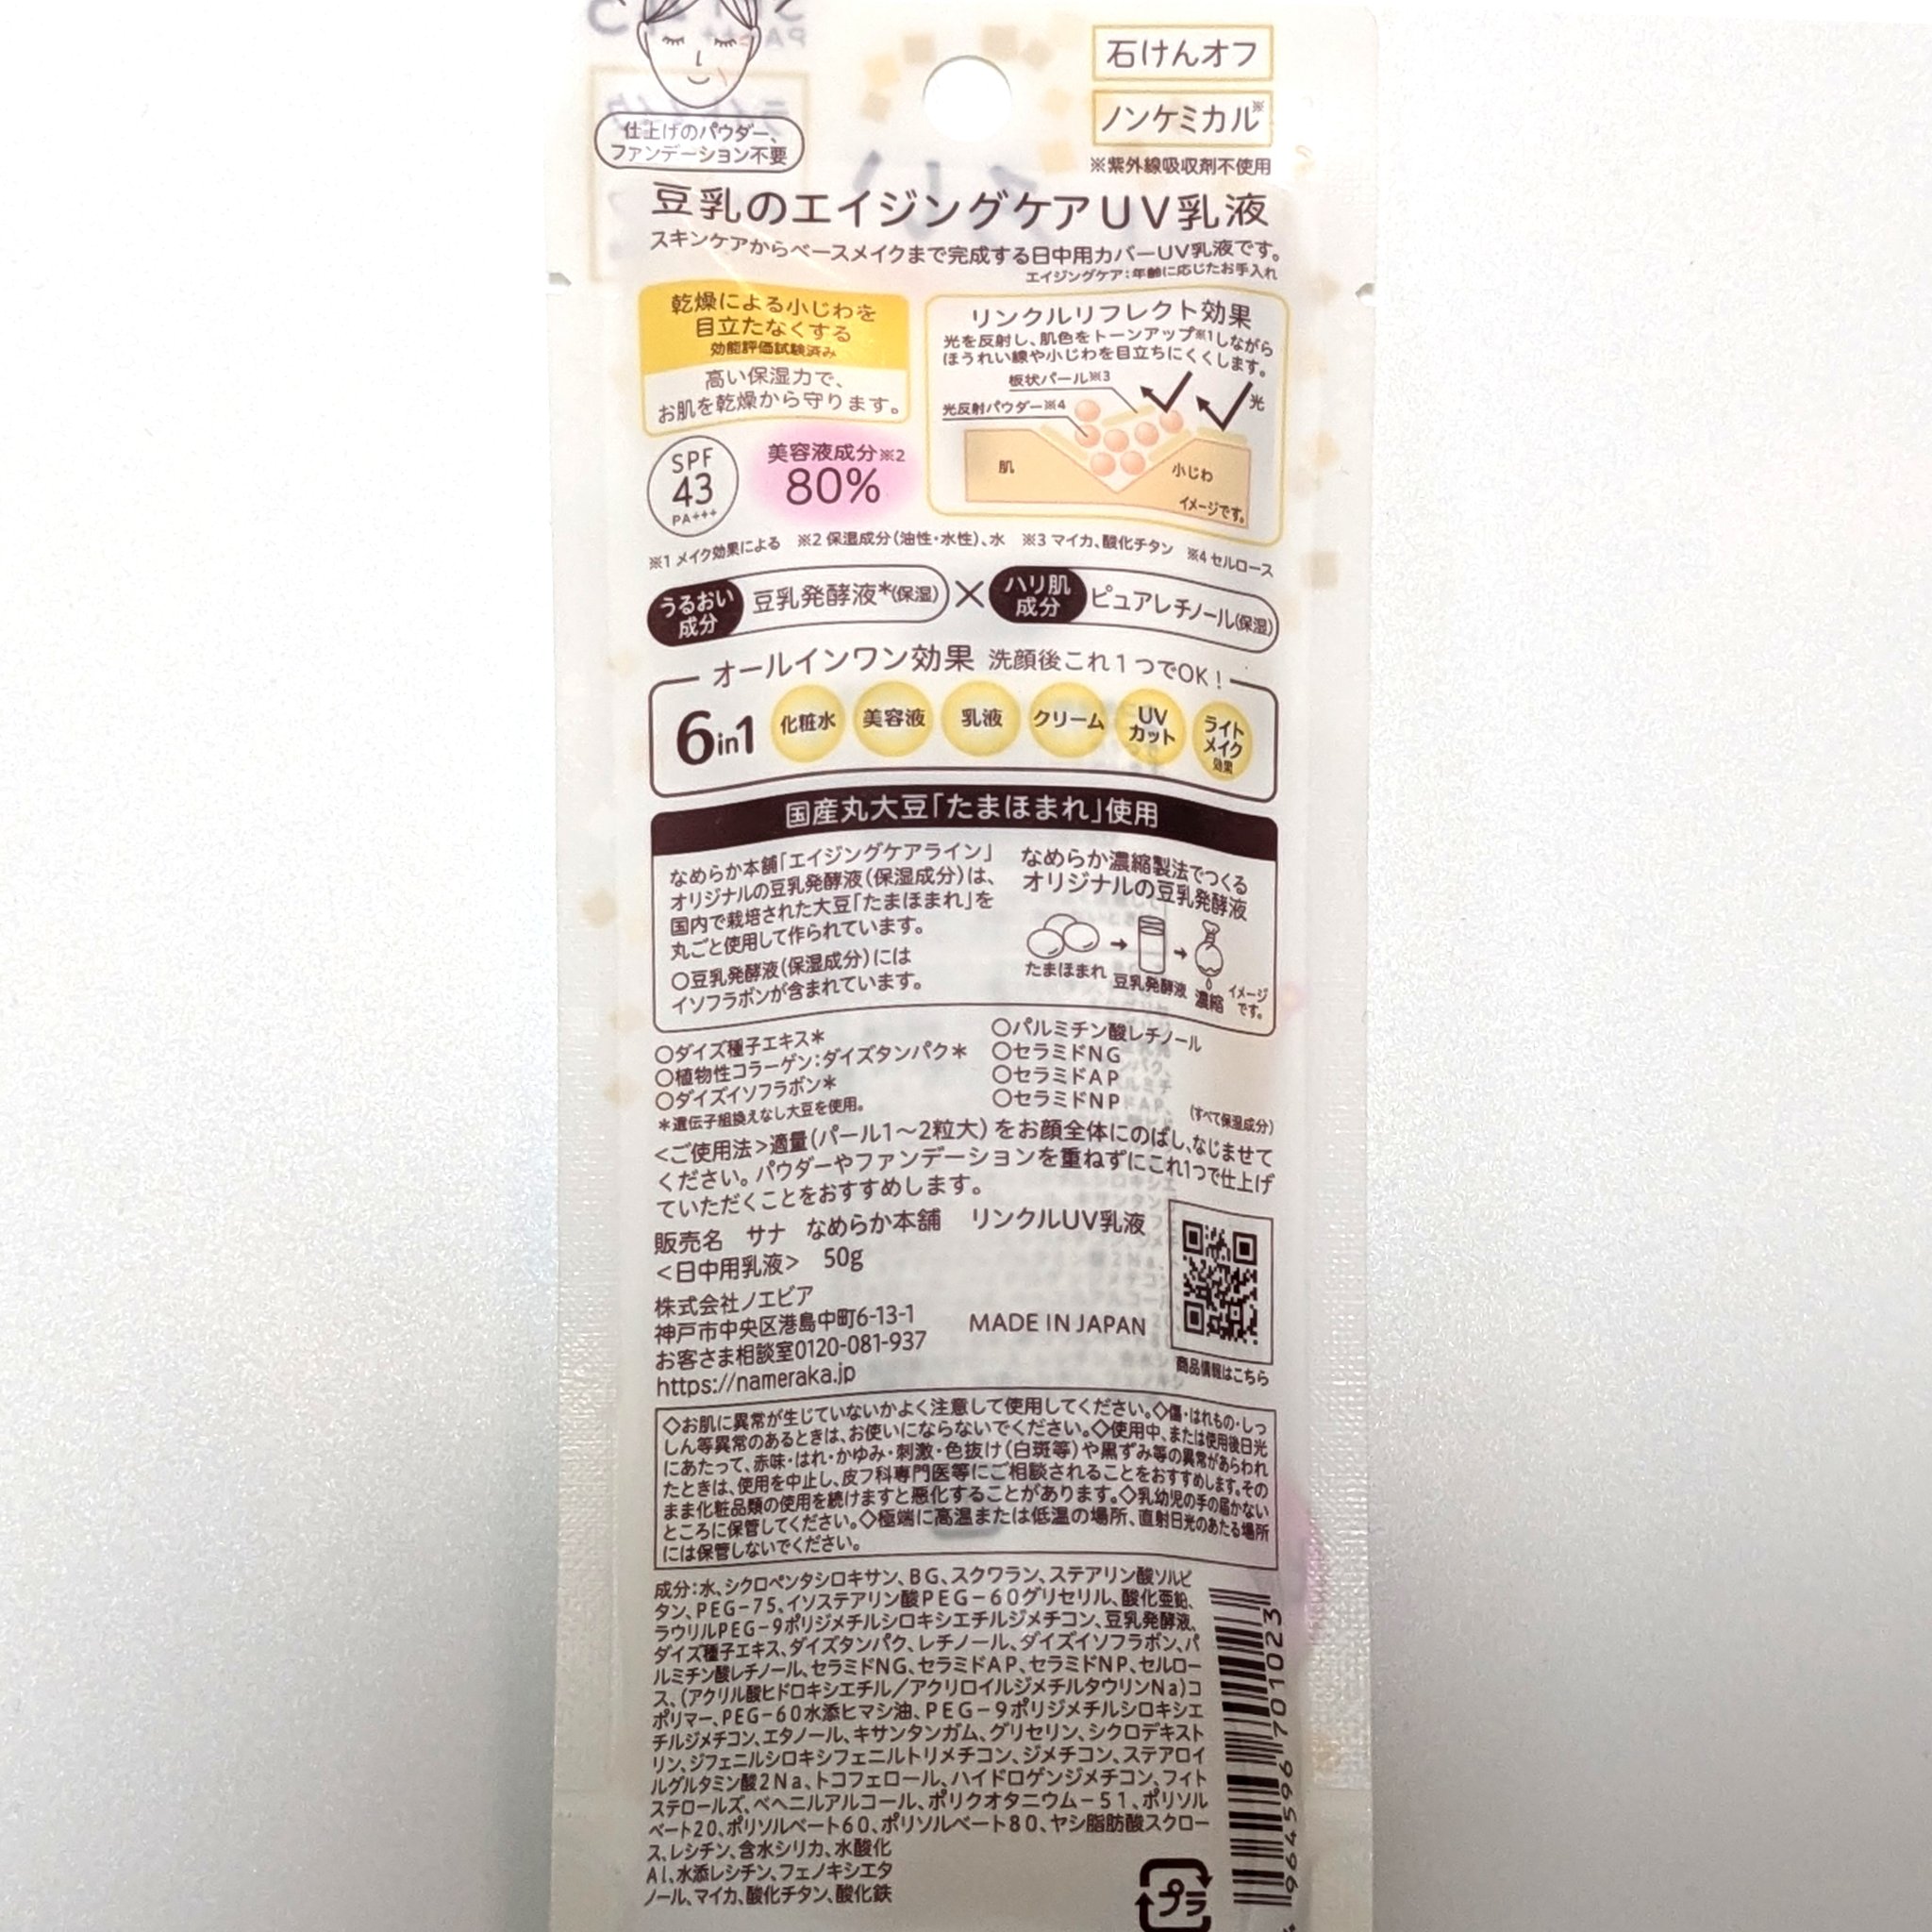 仕上げのパウダー、
ファンデーション不要
石けんオフ
ノンケミカル※
※紫外線吸収剤不使用
豆乳のエイジングケアUV乳液
スキンケアからベースメイクまで完成する日中用カバーUV乳液です。
エイジングケア:年齢に応じたお手入れ
乾燥による小じわを
目立たなくする
効能評価試験済み
高い保湿力で、
お肌を乾燥から守ります。
SPF
43
PA+++
美容液成分※2
80%
リンクルリフレクト効果
光を反射し、肌色をトーンアップ※1しながら
ほうれい線や小じわを目立ちにくくします。
板状パール※3
光反射パウダー※4
光
肌
小じわ
イメージです。
※1 メイク効果による ※2 保湿成分(油性・水性)、水 ※3 マイカ、酸化チタン ※4 セルロース
うるおい
成分
豆乳発酵液*(保湿)
×
ハリ肌
成分
ピュアレチノール(保湿)
オールインワン効果 洗顔後これ1つでOK!
6in1
化粧水
美容液
乳液
クリーム
UV
カット
ライト
メイク
効果
国産丸大豆「たまほまれ」使用
なめらか本舗「エイジングケアライン」
オリジナルの豆乳発酵液(保湿成分)は、
国内で栽培された大豆「たまほまれ」を
丸ごと使用して作られています。
○豆乳発酵液(保湿成分)には
イソフラボンが含まれています。
なめらか濃縮製法でつくる
オリジナルの豆乳発酵液
たまほまれ
豆乳発酵液
濃縮
イメージ
です。
○ダイズ種子エキス*
○植物性コラーゲン:ダイズタンパク*
○ダイズイソフラボン*
*遺伝子組換えなし大豆を使用。
○パルミチン酸レチノール
○セラミドNG
○セラミドAP
○セラミドNP
(すべて保湿成分)
<ご使用法>適量(パール1〜2粒大)をお顔全体にのばし、なじませて
ください。パウダーやファンデーションを重ねずにこれ1つで仕上げ
ていただくことをおすすめします。
販売名 サナ なめらか本舗 リンクルUV乳液
<日中用乳液> 50g
株式会社ノエビア
神戸市中央区港島中町6-13-1
お客さま相談室0120-081-937
https://nameraka.jp
MADE IN JAPAN
商品情報はこちら
◇お肌に異常が生じていないかよく注意して使用してください。◇傷・はれもの・しっ
しん等異常のあるときは、お使いにならないでください。◇使用中、または使用後日光
にあたって、赤味・はれ・かゆみ・刺激・色抜け(白斑等)や黒ずみ等の異常があらわれ
たときは、使用を中止し、皮フ科専門医等にご相談されることをおすすめします。その
まま化粧品類の使用を続けますと悪化することがあります。◇乳幼児の手の届かない
ところに保管してください。◇極端に高温または低温の場所、直射日光のあたる場所
には保管しないでください。
成分:水、シクロペンタシロキサン、BG、スクワラン、ステアリン酸ソルビ
タン、PEG-75、イソステアリン酸PEG-60グリセリル、酸化亜鉛、
ラウリルPEG-9ポリジメチルシロキシエチルジメチコン、豆乳発酵液、
ダイズ種子エキス、ダイズタンパク、レチノール、ダイズイソフラボン、パ
ルミチン酸レチノール、セラミドNG、セラミドAP、セラミドNP、セルロー
ス、(アクリル酸ヒドロキシエチル/アクリロイルジメチルタウリンNa)コ
ポリマー、PEG-60水添ヒマシ油、PEG-9ポリジメチルシロキシエ
チルジメチコン、エタノール、キサンタンガム、グリセリン、シクロデキスト
リン、ジフェニルシロキシフェニルトリメチコン、ジメチコン、ステアロイ
ルグルタミン酸2Na、トコフェロール、ハイドロゲンジメチコン、フィト
ステロールズ、ベヘニルアルコール、ポリクオタニウム-51、ポリソル
ベート20、ポリソルベート60、ポリソルベート80、ヤシ脂肪酸スクロー
ス、レシチン、含水シリカ、水酸化
Al、水添レシチン、フェノキシエタ
ノール、マイカ、酸化チタン、酸化鉄
964596 701023
プラ